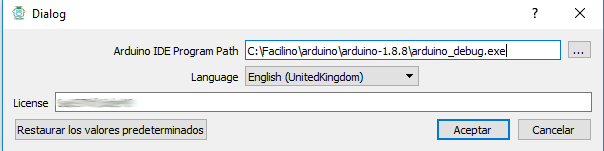 Dialog
Arduino IDE Program Path C:\Facilino\arduino\arduino-1.8.8\arduino_debug.exe ...
Language English (UnitedKingdom)
License
Restaurar los valores predeterminados Aceptar Cancelar